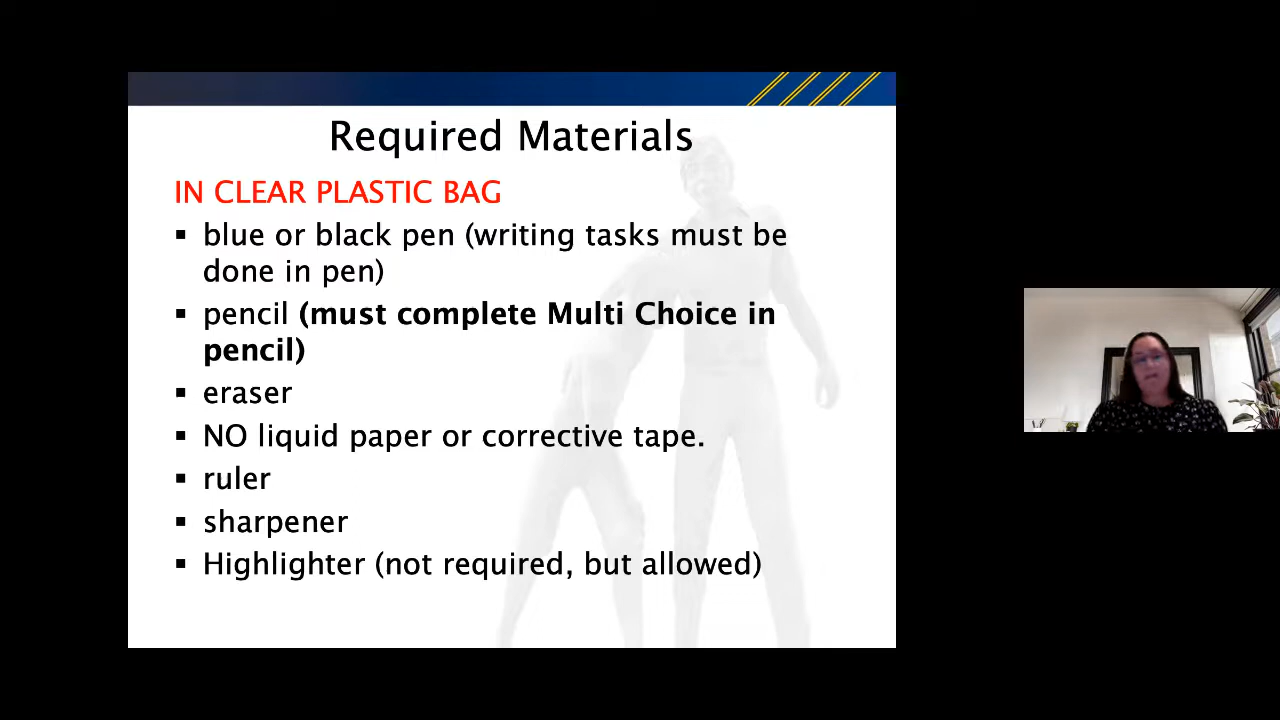 Required Materials
IN CLEAR PLASTIC BAG
▪ blue or black pen (writing tasks must be
done in pen)
▪ pencil (must complete Multi Choice in
pencil)
▪ eraser
▪ NO liquid paper or corrective tape.
▪ ruler
▪ sharpener
▪ Highlighter (not required, but allowed)